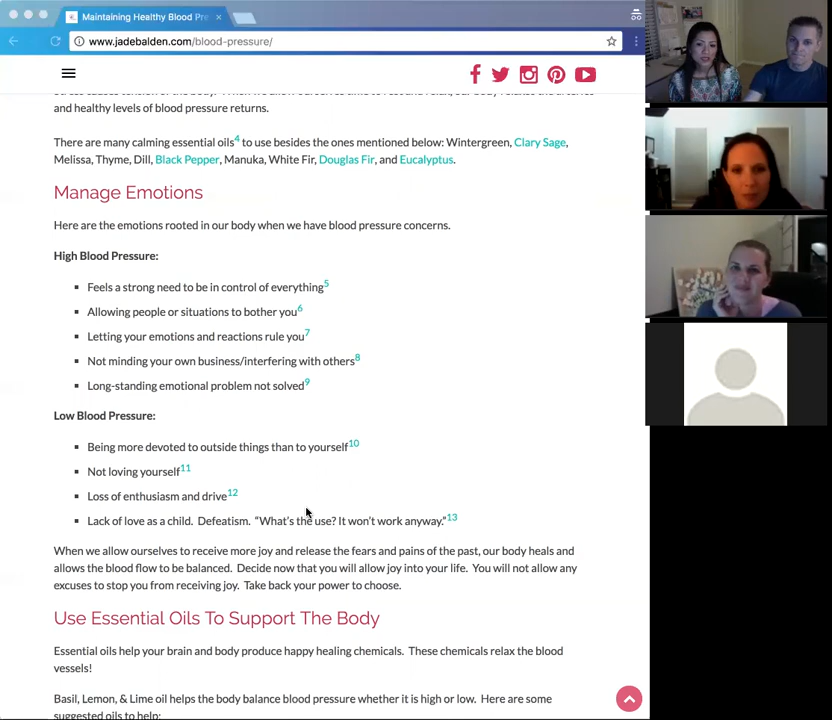 Maintaining Healthy Blood Pre
www.jadebalden.com/blood-pressure/
and healthy levels of blood pressure returns.
There are many calming essential oils4 to use besides the ones mentioned below: Wintergreen, Clary Sage,
Melissa, Thyme, Dill, Black Pepper, Manuka, White Fir, Douglas Fir, and Eucalyptus.
Manage Emotions
Here are the emotions rooted in our body when we have blood pressure concerns.
High Blood Pressure:
Feels a strong need to be in control of everything5
Allowing people or situations to bother you6
Letting your emotions and reactions rule you7
Not minding your own business/interfering with others8
Long-standing emotional problem not solved9
Low Blood Pressure:
Being more devoted to outside things than to yourself10
Not loving yourself11
Loss of enthusiasm and drive12
Lack of love as a child. Defeatism. “What’s the use? It won’t work anyway.”13
When we allow ourselves to receive more joy and release the fears and pains of the past, our body heals and
allows the blood flow to be balanced. Decide now that you will allow joy into your life. You will not allow any
excuses to stop you from receiving joy. Take back your power to choose.
Use Essential Oils To Support The Body
Essential oils help your brain and body produce happy healing chemicals. These chemicals relax the blood
vessels!
Basil, Lemon, & Lime oil helps the body balance blood pressure whether it is high or low. Here are some
suggested oils to help: